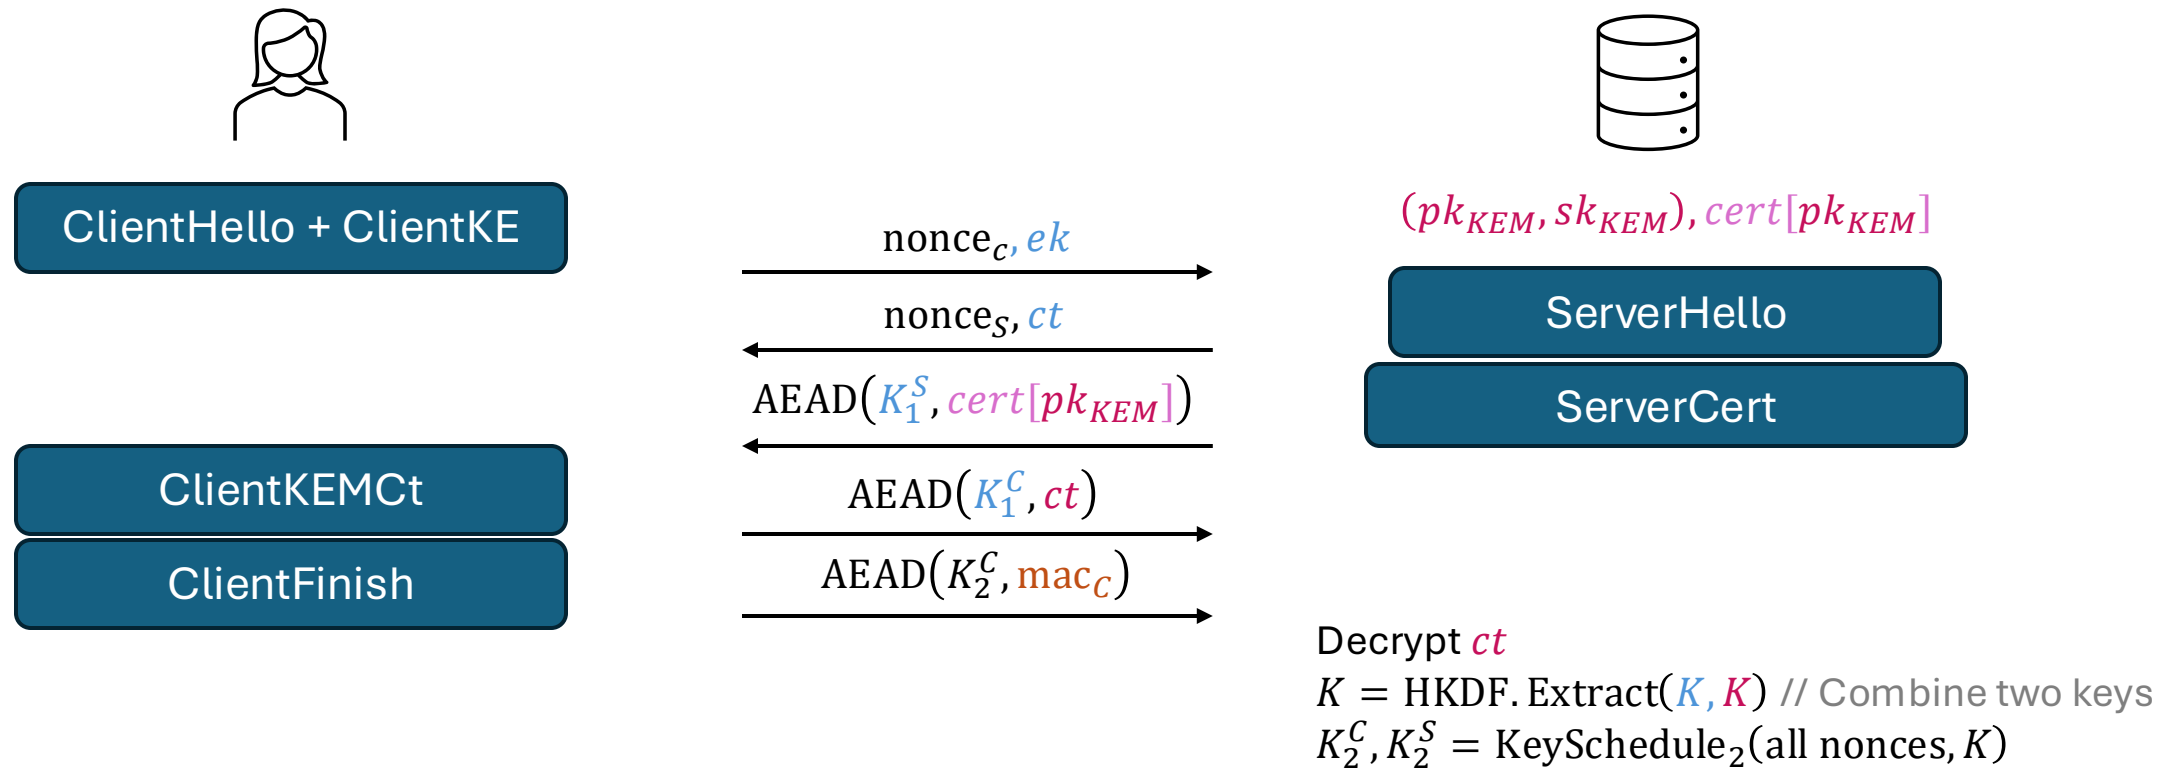 ClientHello + ClientKE
nonce_c, ek
(pk_KEM, sk_KEM), cert[pk_KEM]
ServerHello
nonce_S, ct
ServerCert
AEAD(K_1^S, cert[pk_KEM])
ClientKEMCt
AEAD(K_1^C, ct)
ClientFinish
AEAD(K_2^C, mac_C)
Decrypt ct
K = HKDF. Extract(K, K) // Combine two keys
K_2^C, K_2^S = KeySchedule_2(all nonces, K)